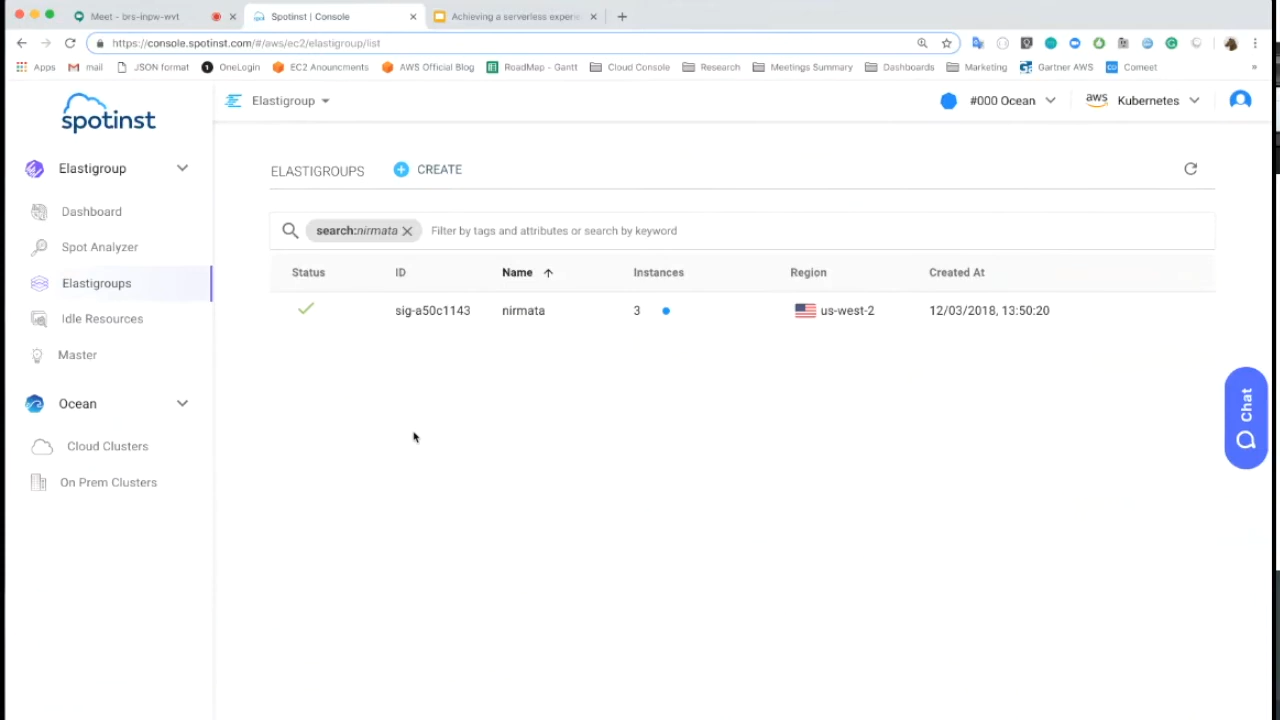 Meet - brs-inpw-wvt
Spotinst | Console
Achieving a serverless experi
https://console.spotinst.com/#/aws/ec2/elastigroup/list
Apps mail JSON format OneLogin EC2 Anouncments AWS Official Blog RoadMap - Gantt Cloud Console Research Meetings Summary Dashboards Marketing Gartner AWS Comeet »
spotinst
Elastigroup
#000 Ocean
aws Kubernetes
Elastigroup
Dashboard
Spot Analyzer
Elastigroups
Idle Resources
Master
Ocean
Cloud Clusters
On Prem Clusters
ELASTIGROUPS CREATE
search:nirmata Filter by tags and attributes or search by keyword
Status ID Name Instances Region Created At
sig-a50c1143 nirmata 3 us-west-2 12/03/2018, 13:50:20
Chat